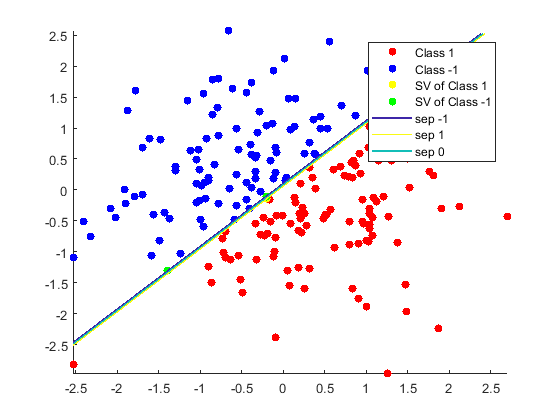 2.5
2
1.5
1
0.5
0
-0.5
-1
-1.5
-2
-2.5
Class 1
Class -1
SV of Class 1
SV of Class -1
sep -1
sep 1
sep 0
-2.5 -2 -1.5 -1 -0.5 0 0.5 1 1.5 2 2.5